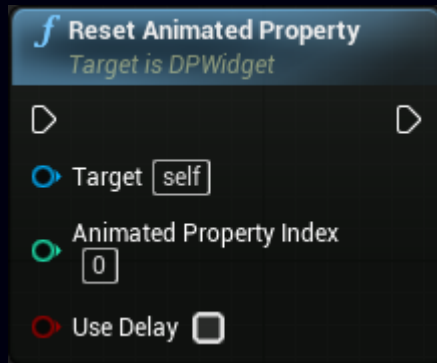 f Reset Animated Property
Target is DPWidget
Target self
Animated Property Index
0
Use Delay